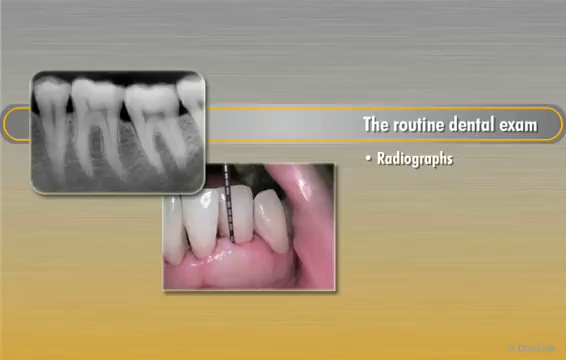 The routine dental exam
• Radiographs